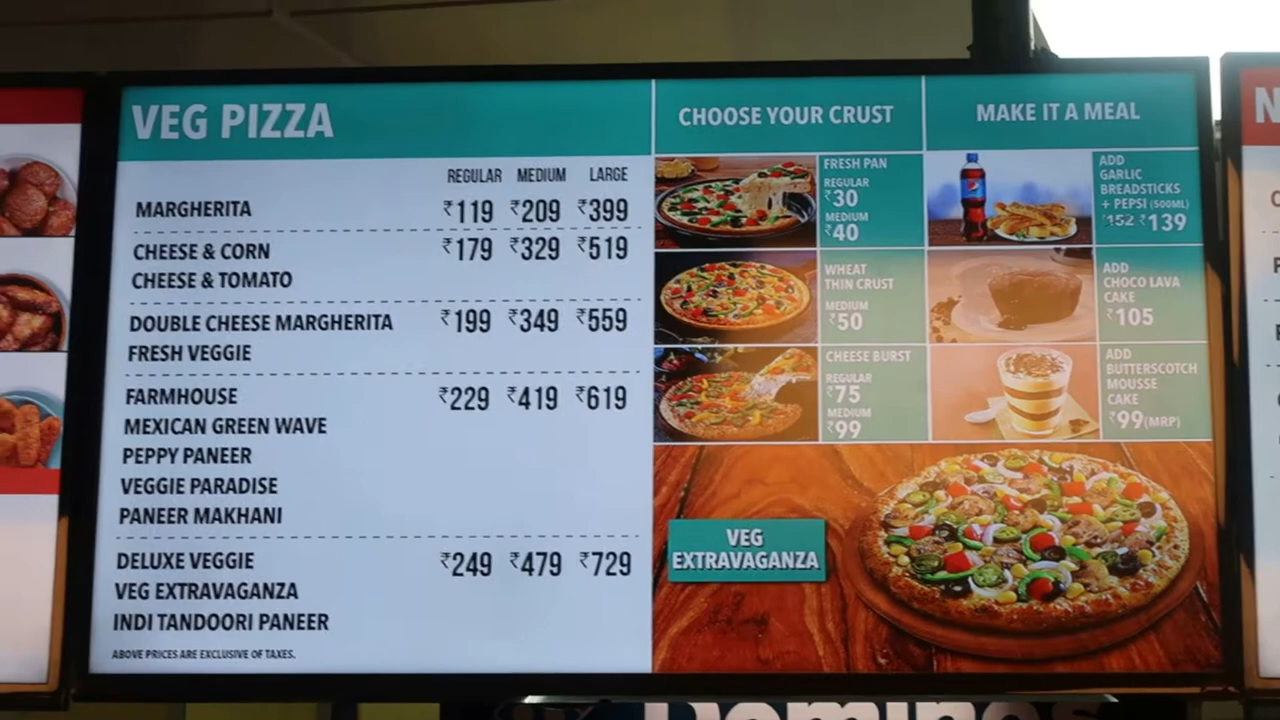 VEG PIZZA
REGULAR MEDIUM LARGE
MARGHERITA ₹119 ₹209 ₹399
CHEESE & CORN ₹179 ₹329 ₹519
CHEESE & TOMATO
DOUBLE CHEESE MARGHERITA ₹199 ₹349 ₹559
FRESH VEGGIE
FARMHOUSE ₹229 ₹419 ₹619
MEXICAN GREEN WAVE
PEPPY PANEER
VEGGIE PARADISE
PANEER MAKHANI
DELUXE VEGGIE ₹249 ₹479 ₹729
VEG EXTRAVAGANZA
INDI TANDOORI PANEER
ABOVE PRICES ARE EXCLUSIVE OF TAXES.
CHOOSE YOUR CRUST
FRESH PAN
REGULAR
₹30
MEDIUM
₹40
WHEAT
THIN CRUST
MEDIUM
₹50
CHEESE BURST
REGULAR
₹75
MEDIUM
₹99
MAKE IT A MEAL
ADD
GARLIC
BREADSTICKS
+ PEPSI (500ML)
₹152 ₹139
ADD
CHOCO LAVA
CAKE
₹105
ADD
BUTTERSCOTCH
MOUSSE
CAKE
₹99(MRP)
VEG
EXTRAVAGANZA
Dominos